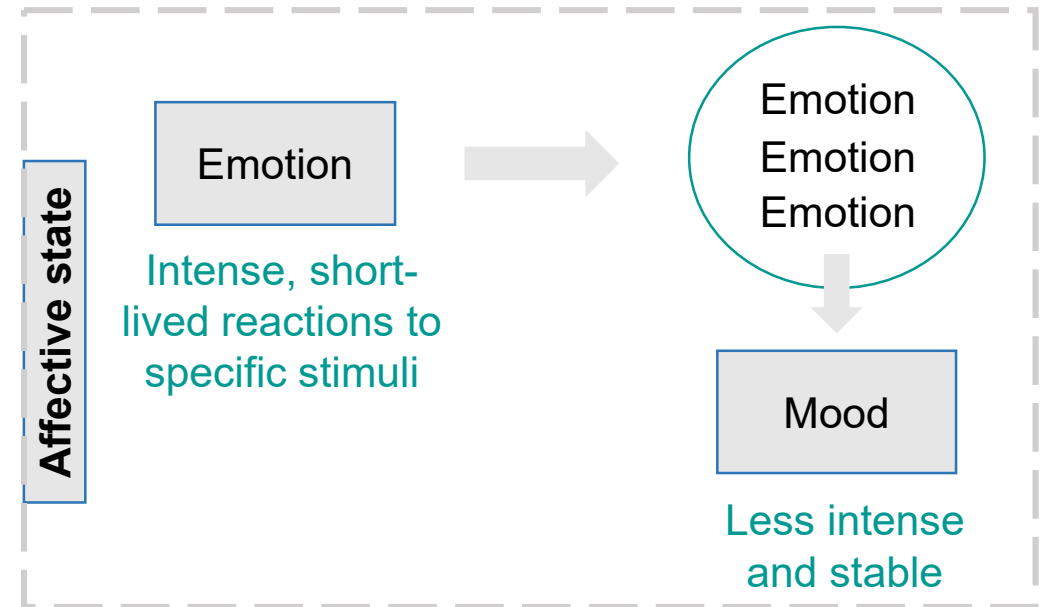 Affective state
Emotion
Intense, short-
lived reactions to
specific stimuli
Emotion
Emotion
Emotion
Mood
Less intense
and stable